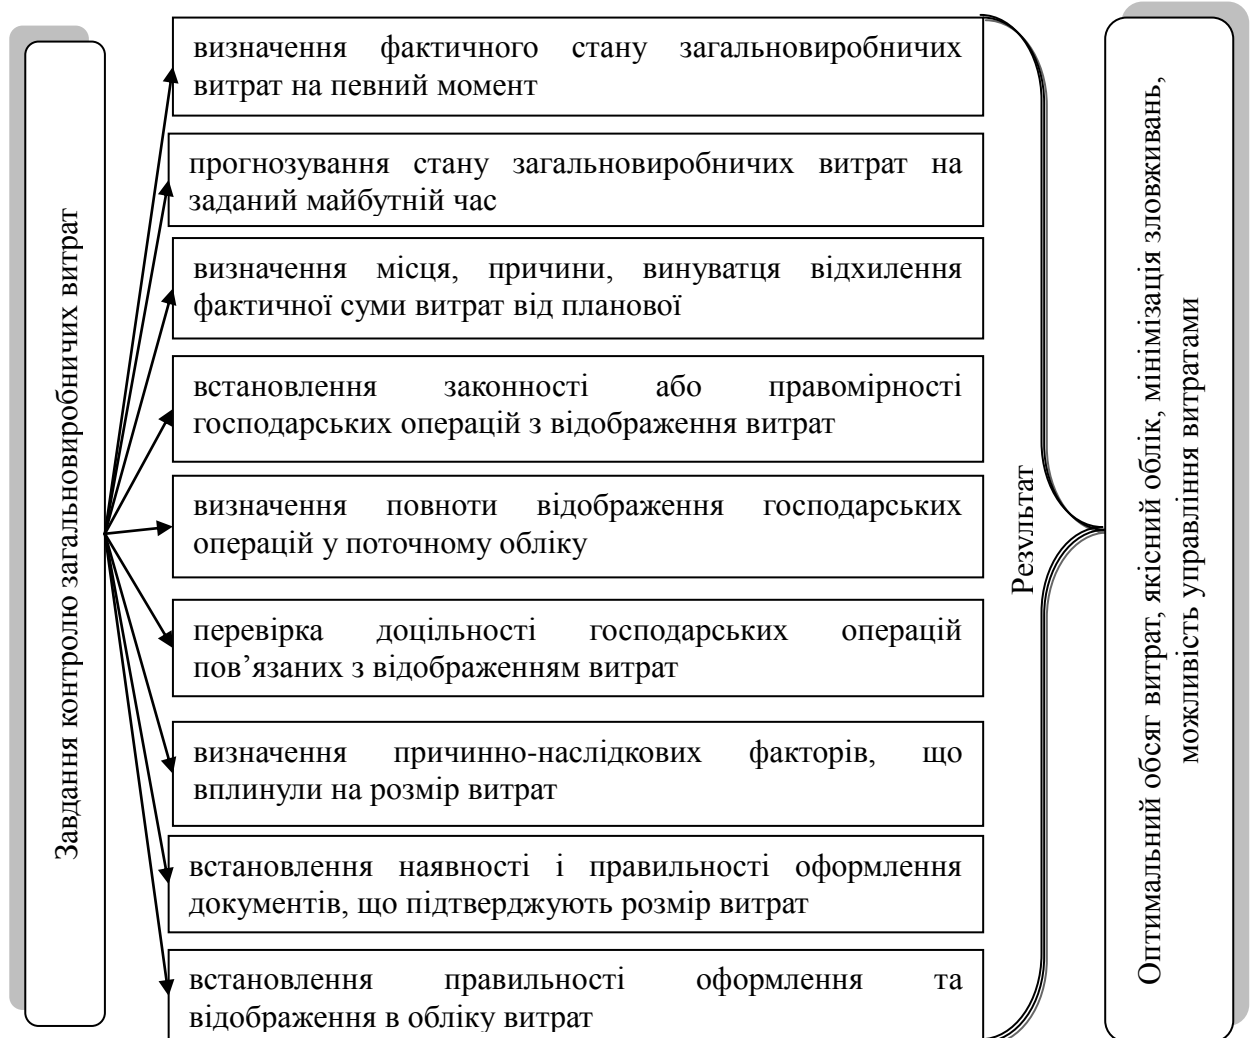 Завдання контролю загальновиробничих витрат
визначення фактичного стану загальновиробничих
витрат на певний момент
прогнозування стану загальновиробничих витрат на
заданий майбутній час
визначення місця, причини, винуватця відхилення
фактичної суми витрат від планової
встановлення законності або правомірності
господарських операцій з відображення витрат
визначення повноти відображення господарських
операцій у поточному обліку
перевірка доцільності господарських операцій
пов’язаних з відображенням витрат
визначення причинно-наслідкових факторів, що
вплинули на розмір витрат
встановлення наявності і правильності оформлення
документів, що підтверджують розмір витрат
встановлення правильності оформлення та
відображення в обліку витрат
Результат
Оптимальний обсяг витрат, якісний облік, мінімізація зловживань,
можливість управління витратами